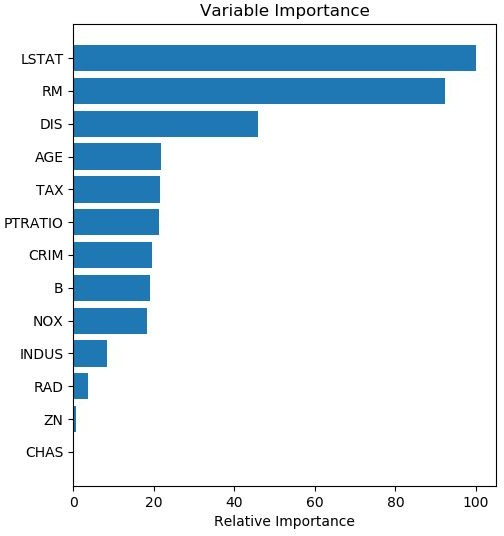 Variable Importance
LSTAT
RM
DIS
AGE
TAX
PTRATIO
CRIM
B
NOX
INDUS
RAD
ZN
CHAS
0 20 40 60 80 100
Relative Importance